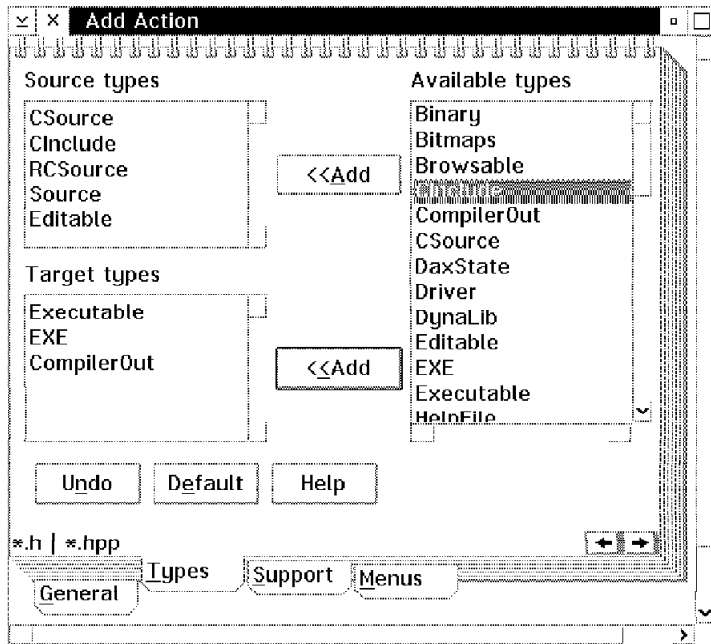 Add Action
Source types
CSource
CInclude
RCSource
Source
Editable
<<Add
Available types
Binary
Bitmaps
Browsable
CInclude
CompilerOut
CSource
DaxState
Driver
DynaLib
Editable
EXE
Executable
HelpFile
Target types
Executable
EXE
CompilerOut
<<Add
Undo
Default
Help
*.h | *.hpp
General
Types
Support
Menus